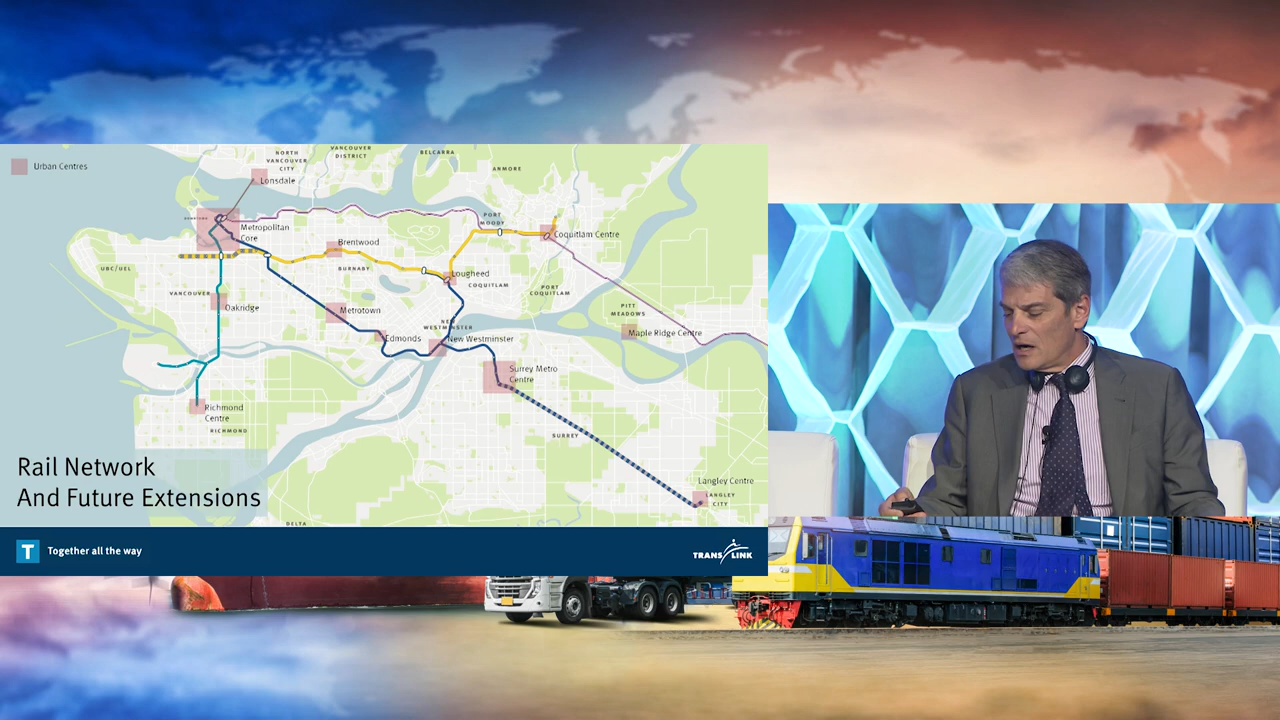 Urban Centres
NORTH
VANCOUVER
CITY
VANCOUVER
DISTRICT
BELCARRA
ANMORE
Lonsdale
PORT
MOODY
Metropolitan
Core
Coquitlam Centre
Brentwood
UBC/UEL
BURNABY
Lougheed
COQUITLAM
PORT
COQUITLAM
VANCOUVER
Oakridge
Metrotown
PITT
MEADOWS
NEW
WESTMINSTER
Maple Ridge Centre
Edmonds
New Westminster
Surrey Metro
Centre
Richmond
Centre
RICHMOND
SURREY
Rail Network
And Future Extensions
Langley Centre
LANGLEY
CITY
DELTA
T
Together all the way
TRANSLINK